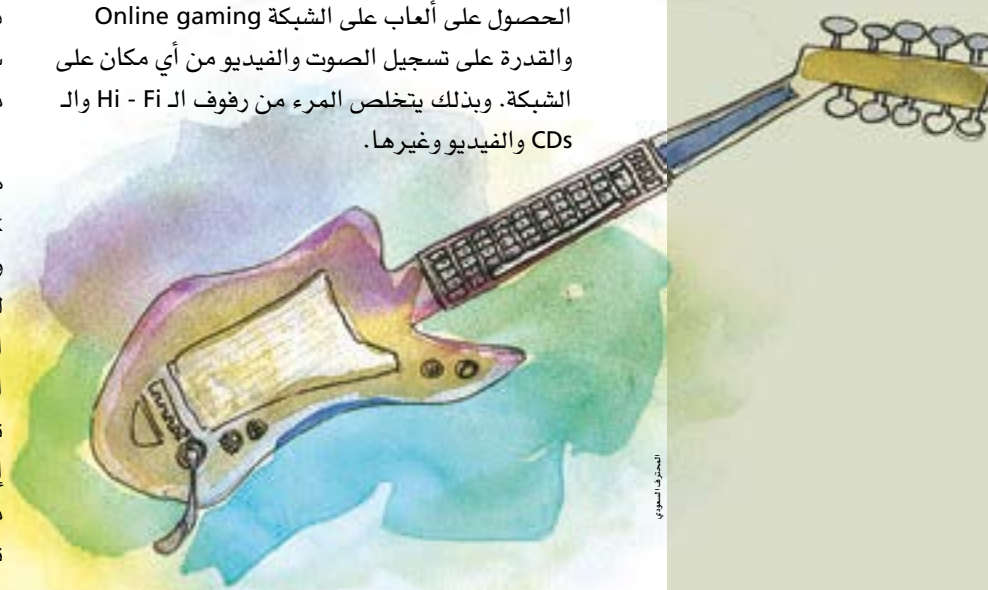 الحصول على ألعاب على الشبكة Online gaming
والقدرة على تسجيل الصوت والفيديو من أي مكان على
الشبكة. وبذلك يتخلص المرء من رفوف الـ Hi - Fi والـ
CDs والفيديو وغيرها.
المحترف السعودي